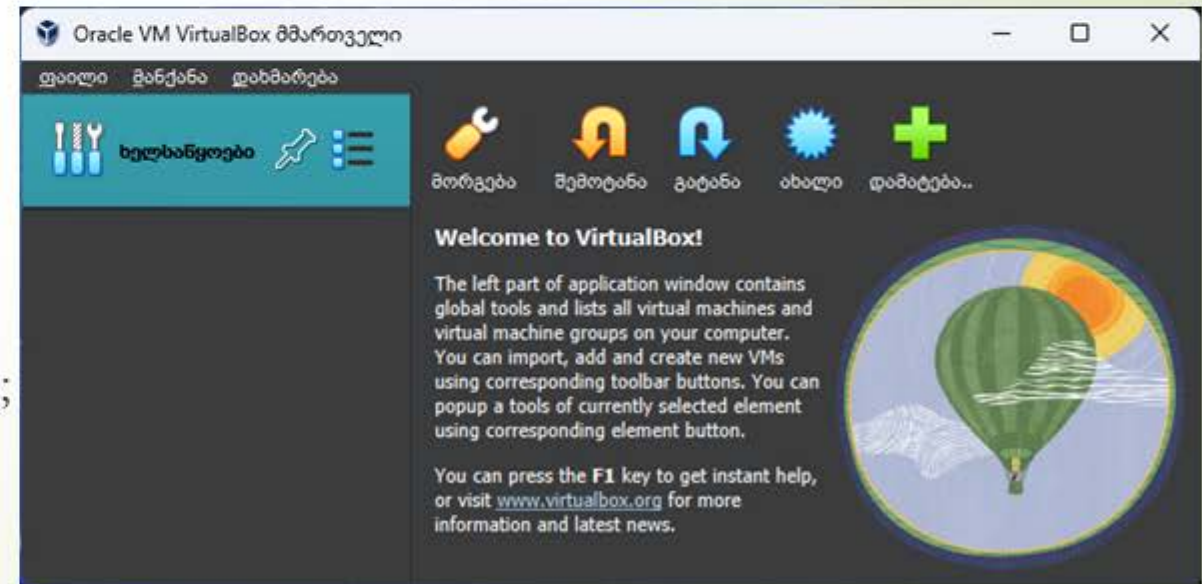 Oracle VM VirtualBox მმართველი
ფაილი მანქანა დახმარება
ხელსაწყოები
მორგება შემოტანა გატანა ახალი დამატება..
Welcome to VirtualBox!
The left part of application window contains
global tools and lists all virtual machines and
virtual machine groups on your computer.
You can import, add and create new VMs
using corresponding toolbar buttons. You can
popup a tools of currently selected element
using corresponding element button.
You can press the F1 key to get instant help,
or visit www.virtualbox.org for more
information and latest news.
;